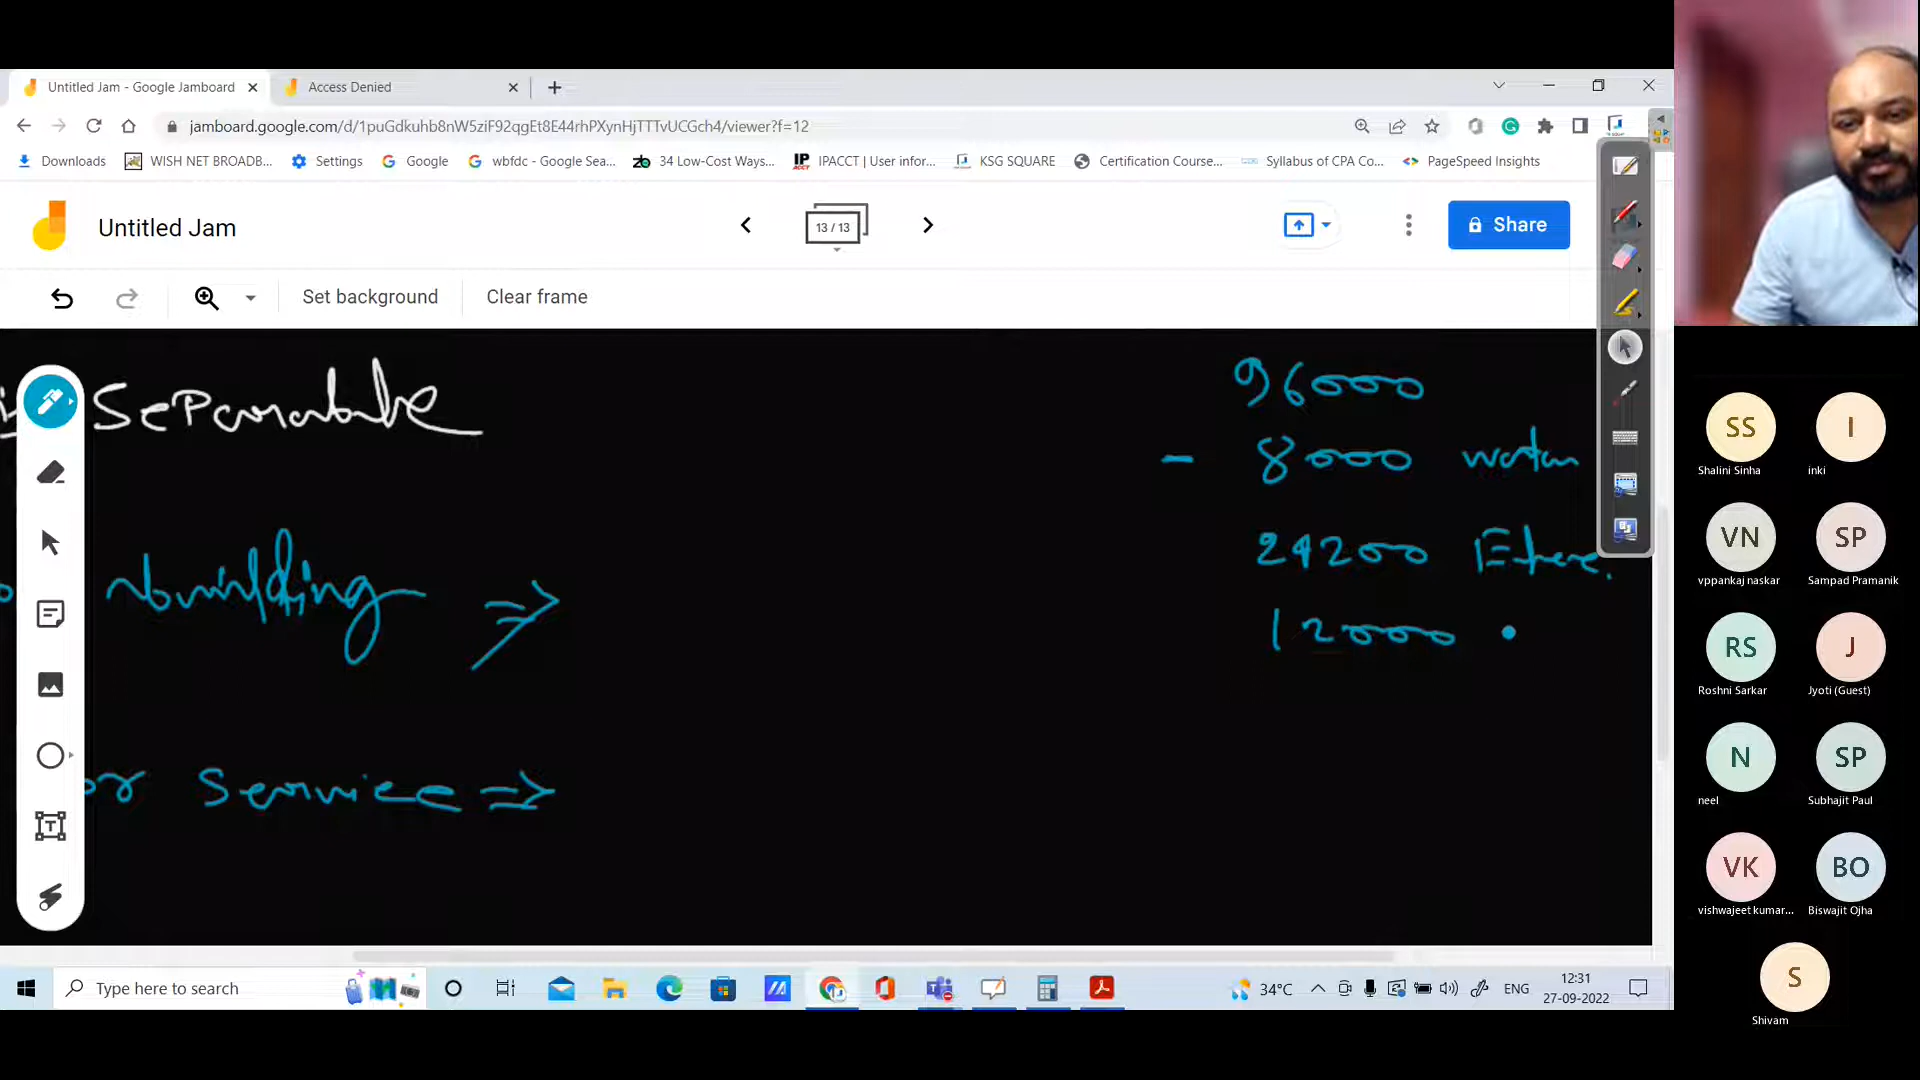 Untitled Jam - Google Jamboard
Access Denied
jamboard.google.com/d/1puGdkuhb8nW5ziF92qgEt8E44rhPXynHjTTTvUCGch4/viewer?f=12
Downloads WISH NET BROADB... Settings Google wbfdc - Google Sea... 34 Low-Cost Ways... IPACCT | User infor... KSG SQUARE Certification Course... Syllabus of CPA Co... PageSpeed Insights
Untitled Jam
13 / 13
Share
Set background Clear frame
Separable
96000
- 8000 water
building ⇒
24200 Elec.
12000
or Service ⇒
SS
Shalini Sinha
I
inki
VN
vppankaj naskar
SP
Sampad Pramanik
RS
Roshni Sarkar
J
Jyoti (Guest)
N
neel
SP
Subhajit Paul
VK
vishwajeet kumar...
BO
Biswajit Ojha
S
Shivam
Type here to search
34°C
ENG
12:31
27-09-2022